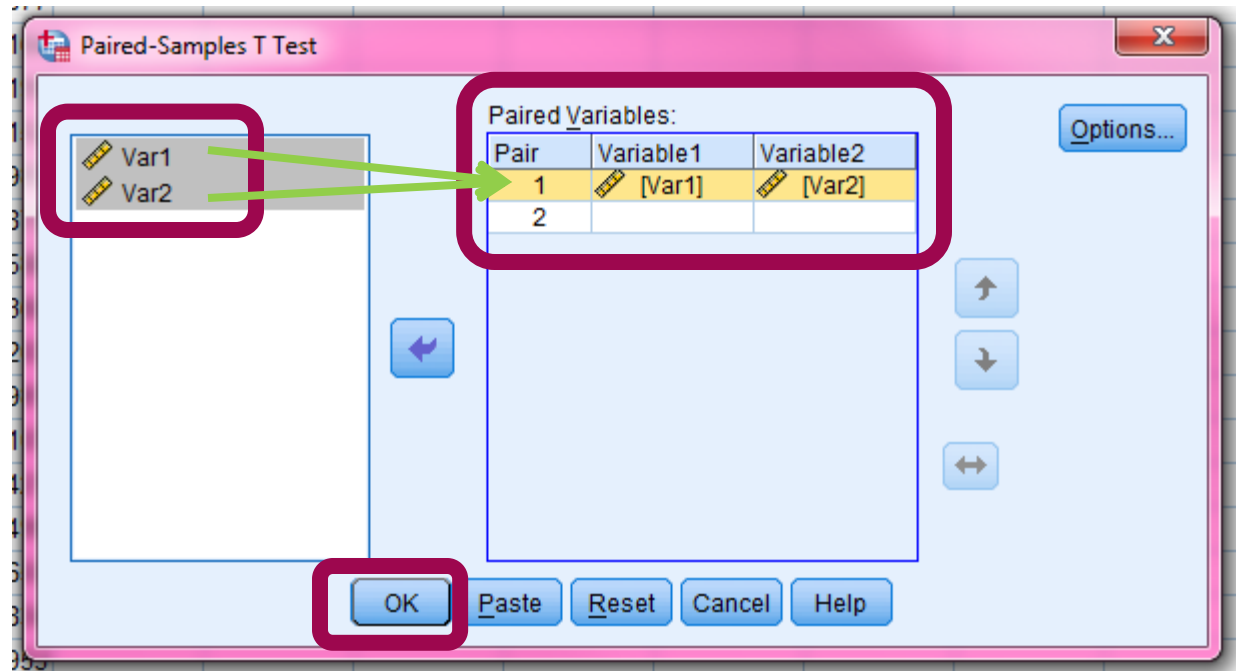 Paired-Samples T Test
Var1
Var2
Paired Variables:
Pair Variable1 Variable2
1 [Var1] [Var2]
2
Options...
OK Paste Reset Cancel Help